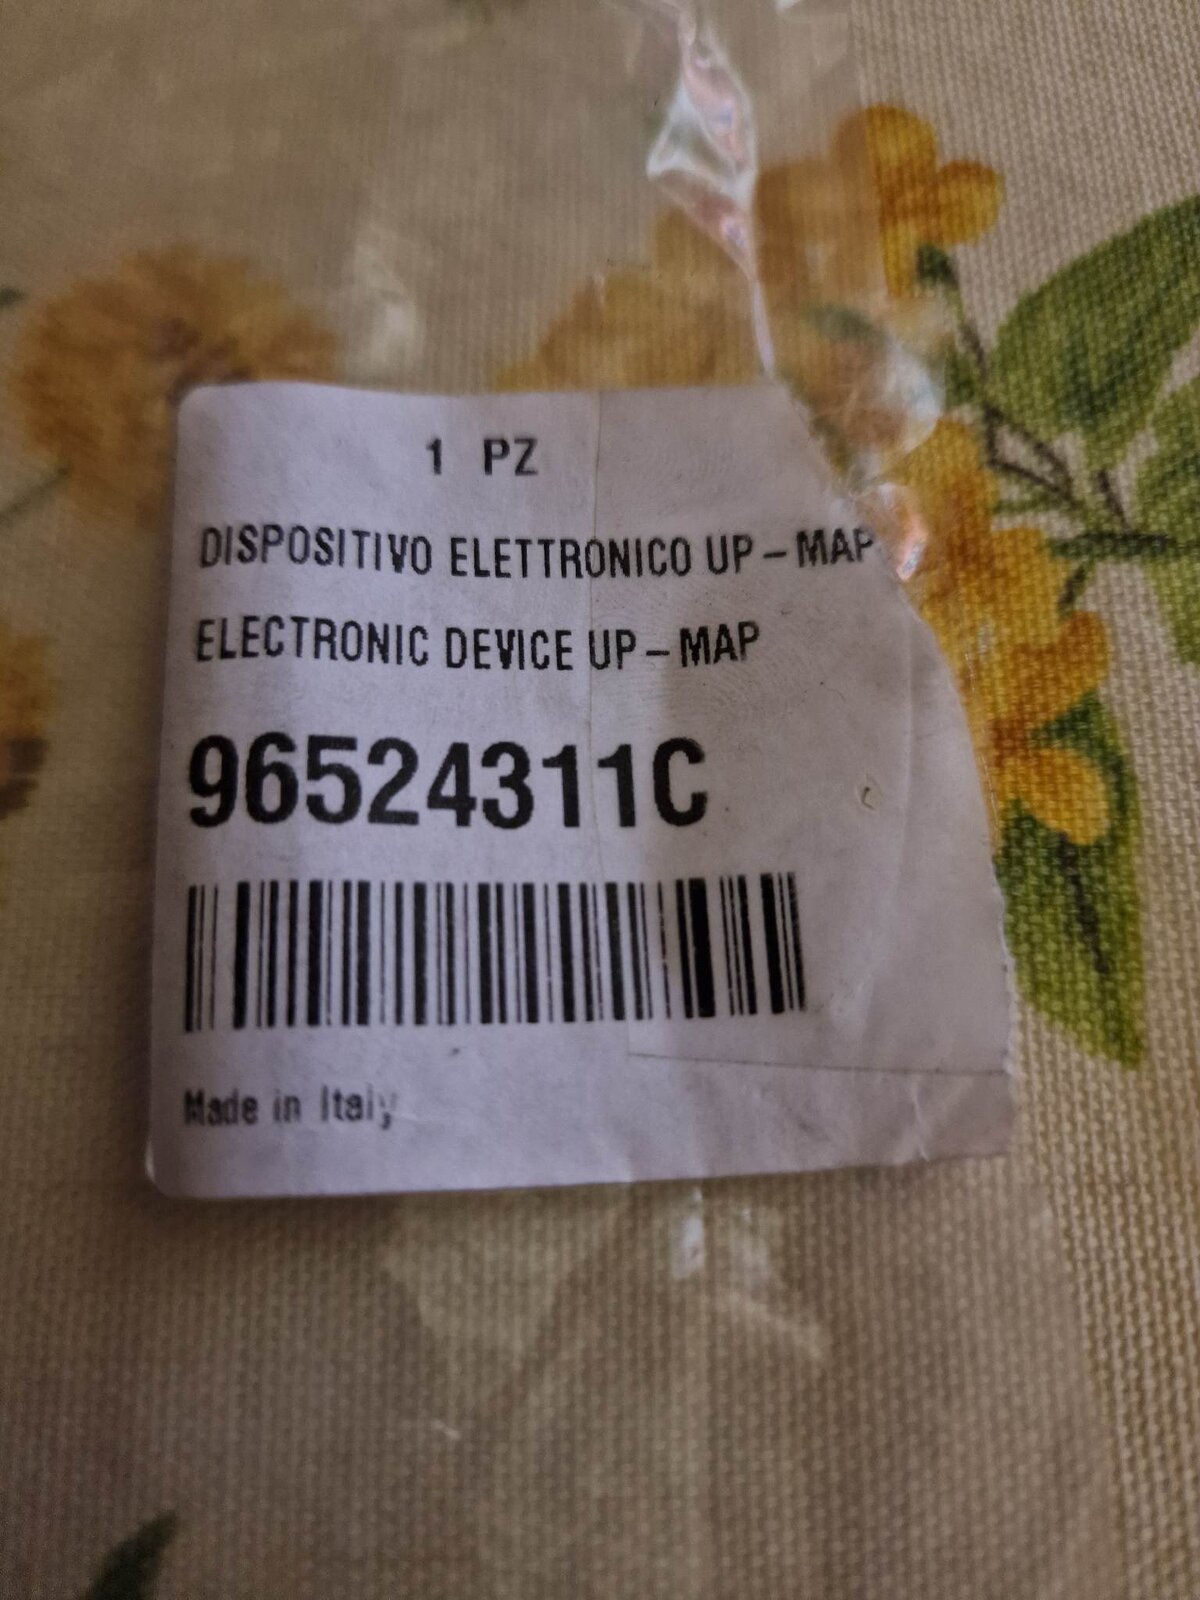 1 PZ
DISPOSITIVO ELETTRONICO UP-MAP
ELECTRONIC DEVICE UP-MAP
96524311C
Made in Italy